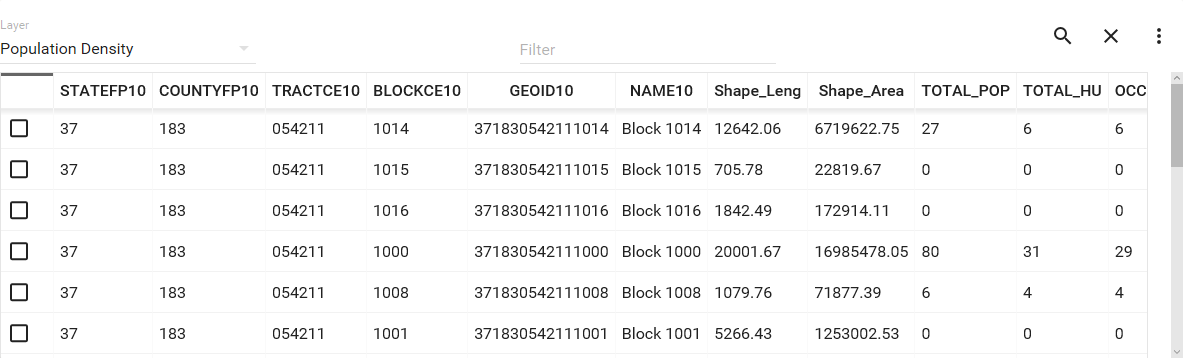 Layer
Population Density
Filter
STATEFP10 COUNTYFP10 TRACTCE10 BLOCKCE10 GEOID10 NAME10 Shape_Leng Shape_Area TOTAL_POP TOTAL_HU OCC
37 183 054211 1014 371830542111014 Block 1014 12642.06 6719622.75 27 6 6
37 183 054211 1015 371830542111015 Block 1015 705.78 22819.67 0 0 0
37 183 054211 1016 371830542111016 Block 1016 1842.49 172914.11 0 0 0
37 183 054211 1000 371830542111000 Block 1000 20001.67 16985478.05 80 31 29
37 183 054211 1008 371830542111008 Block 1008 1079.76 71877.39 6 4 4
37 183 054211 1001 371830542111001 Block 1001 5266.43 1253002.53 0 0 0